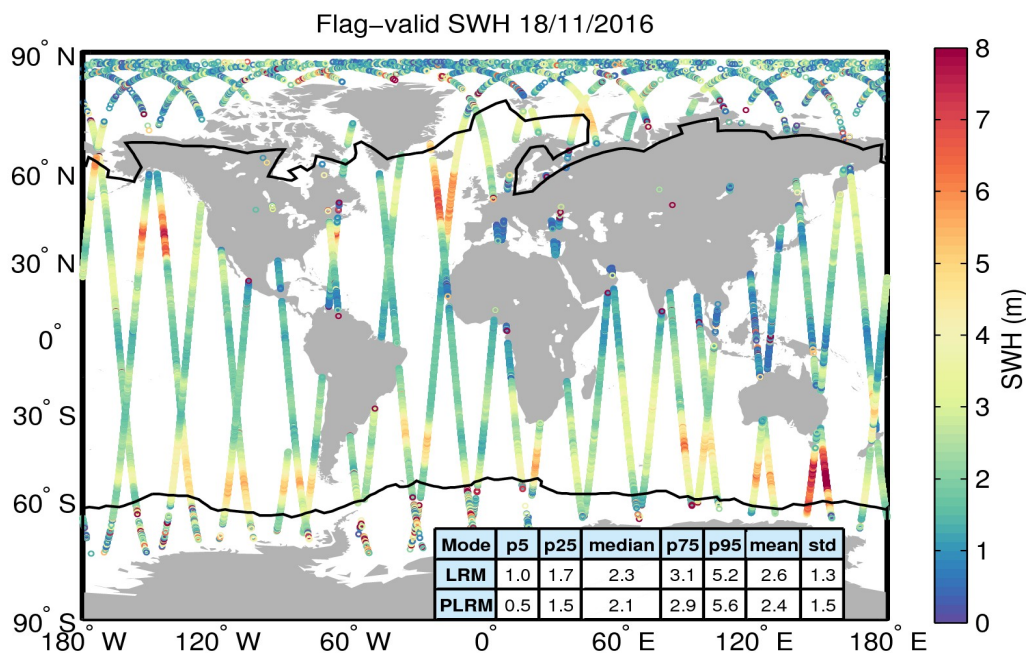 Flag−valid SWH 18/11/2016
90° N
60° N
30° N
0°
30° S
60° S
90° S
180° W
120° W
60° W
0°
60° E
120° E
180° E
Mode p5 p25 median p75 p95 mean std
LRM 1.0 1.7 2.3 3.1 5.2 2.6 1.3
PLRM 0.5 1.5 2.1 2.9 5.6 2.4 1.5
8
7
6
5
4
3
2
1
0
SWH (m)